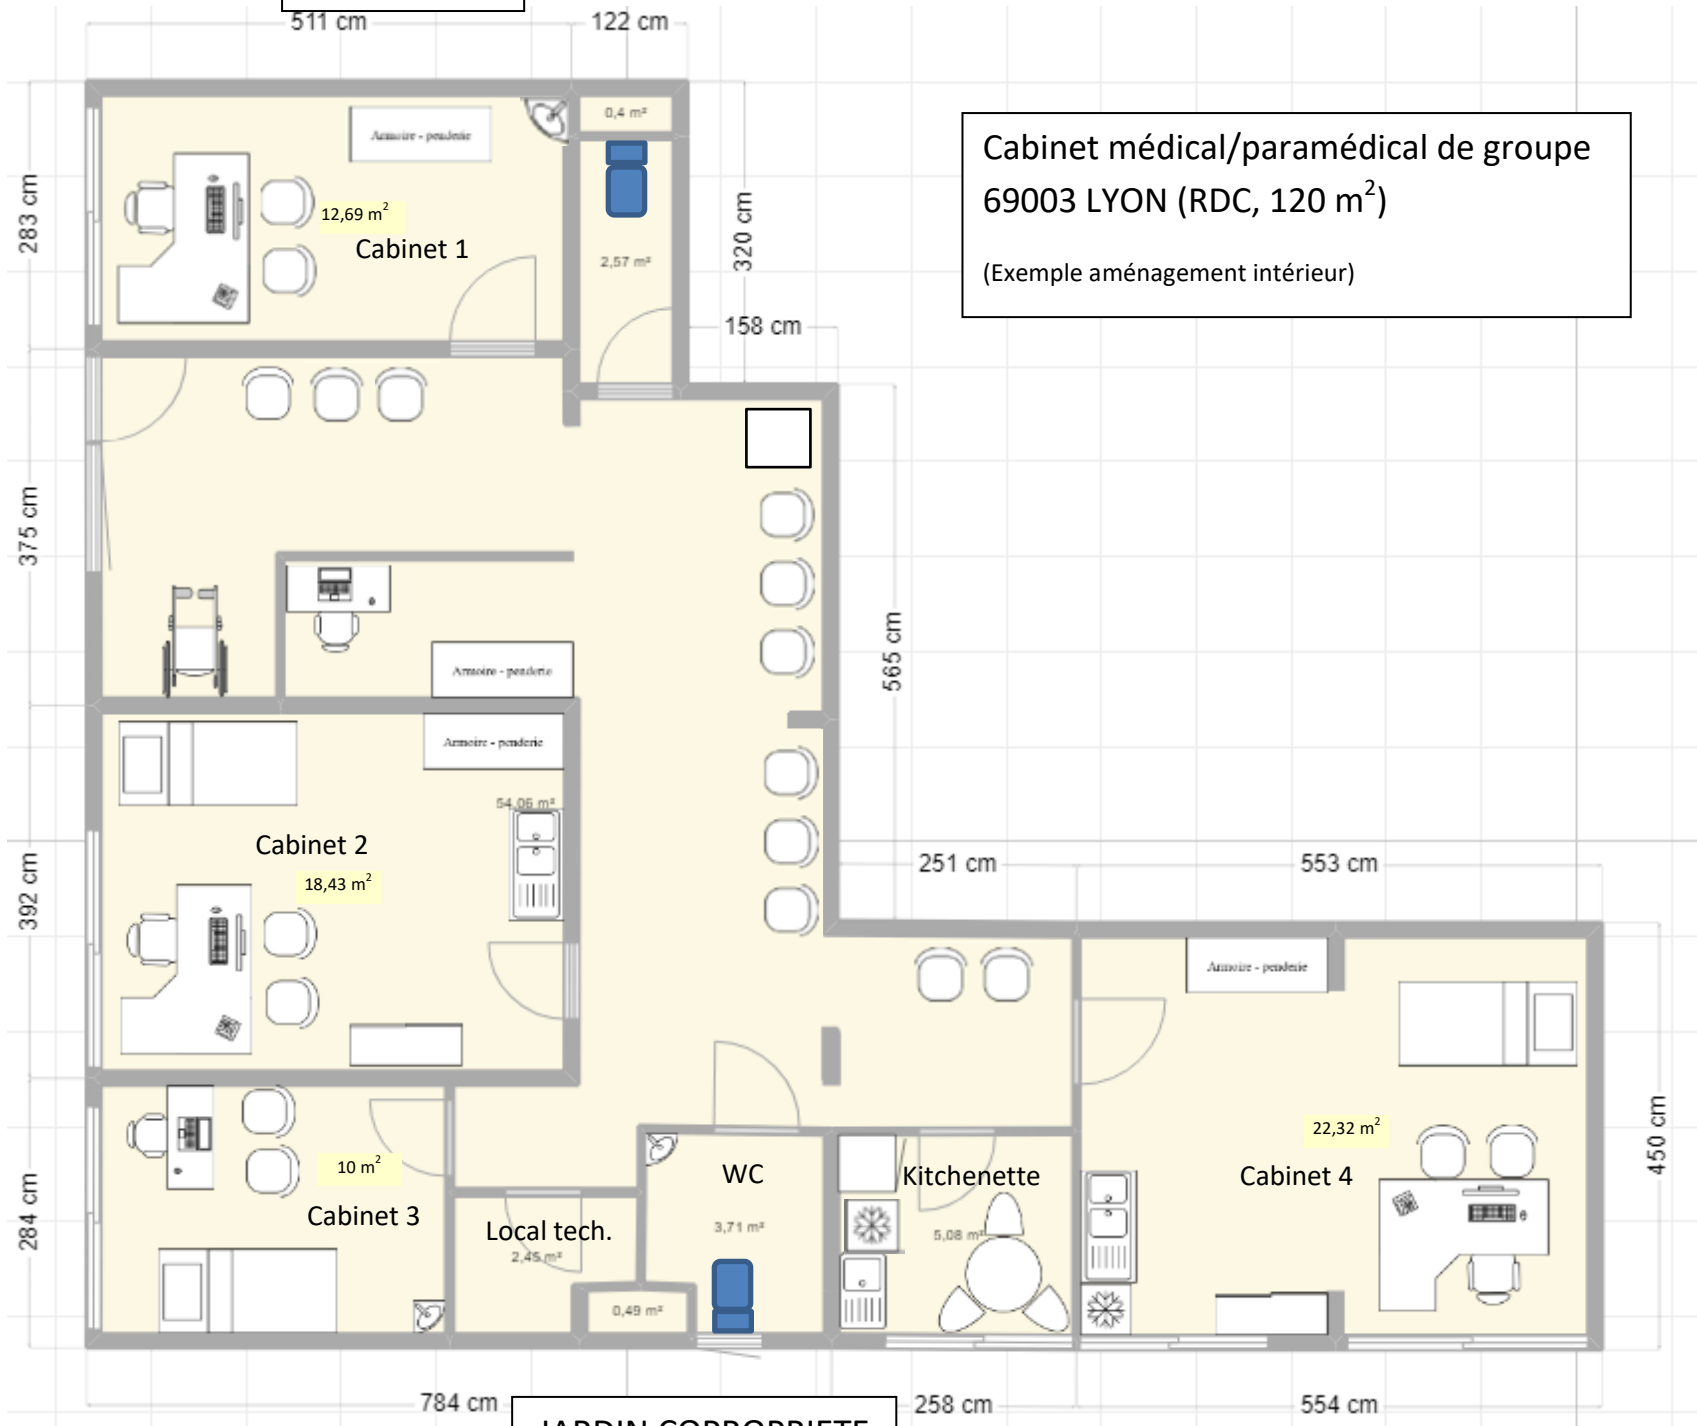 511 cm
122 cm
0,4 m²
Armoire - penderie
Cabinet médical/paramédical de groupe
69003 LYON (RDC, 120 m²)
(Exemple aménagement intérieur)
283 cm
12,69 m²
Cabinet 1
2,57 m²
320 cm
158 cm
375 cm
565 cm
Armoire - penderie
Armoire - penderie
54,06 m²
Cabinet 2
18,43 m²
392 cm
251 cm
553 cm
Armoire - penderie
22,32 m²
Cabinet 4
450 cm
10 m²
Cabinet 3
284 cm
Local tech.
2,45 m²
0,49 m²
WC
3,71 m²
Kitchenette
5,08 m²
784 cm
JARDIN COPROPRIETE
258 cm
554 cm